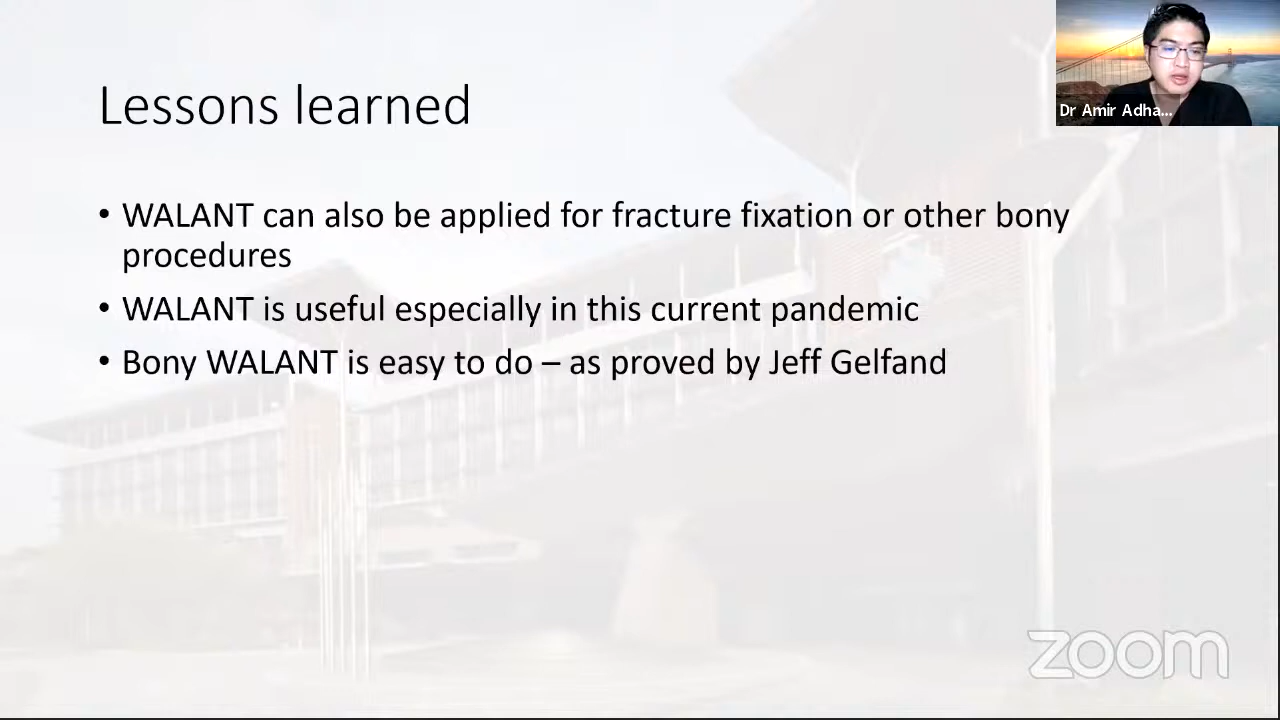 Dr Amir Adha...
Lessons learned
• WALANT can also be applied for fracture fixation or other bony
procedures
• WALANT is useful especially in this current pandemic
• Bony WALANT is easy to do – as proved by Jeff Gelfand
zoom